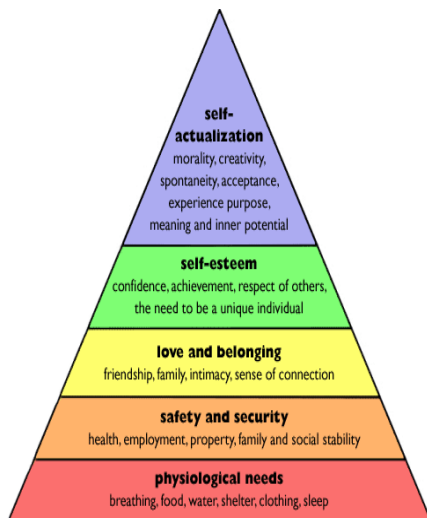 self-
actualization
morality, creativity,
spontaneity, acceptance,
experience purpose,
meaning and inner potential
self-esteem
confidence, achievement, respect of others,
the need to be a unique individual
love and belonging
friendship, family, intimacy, sense of connection
safety and security
health, employment, property, family and social stability
physiological needs
breathing, food, water, shelter, clothing, sleep